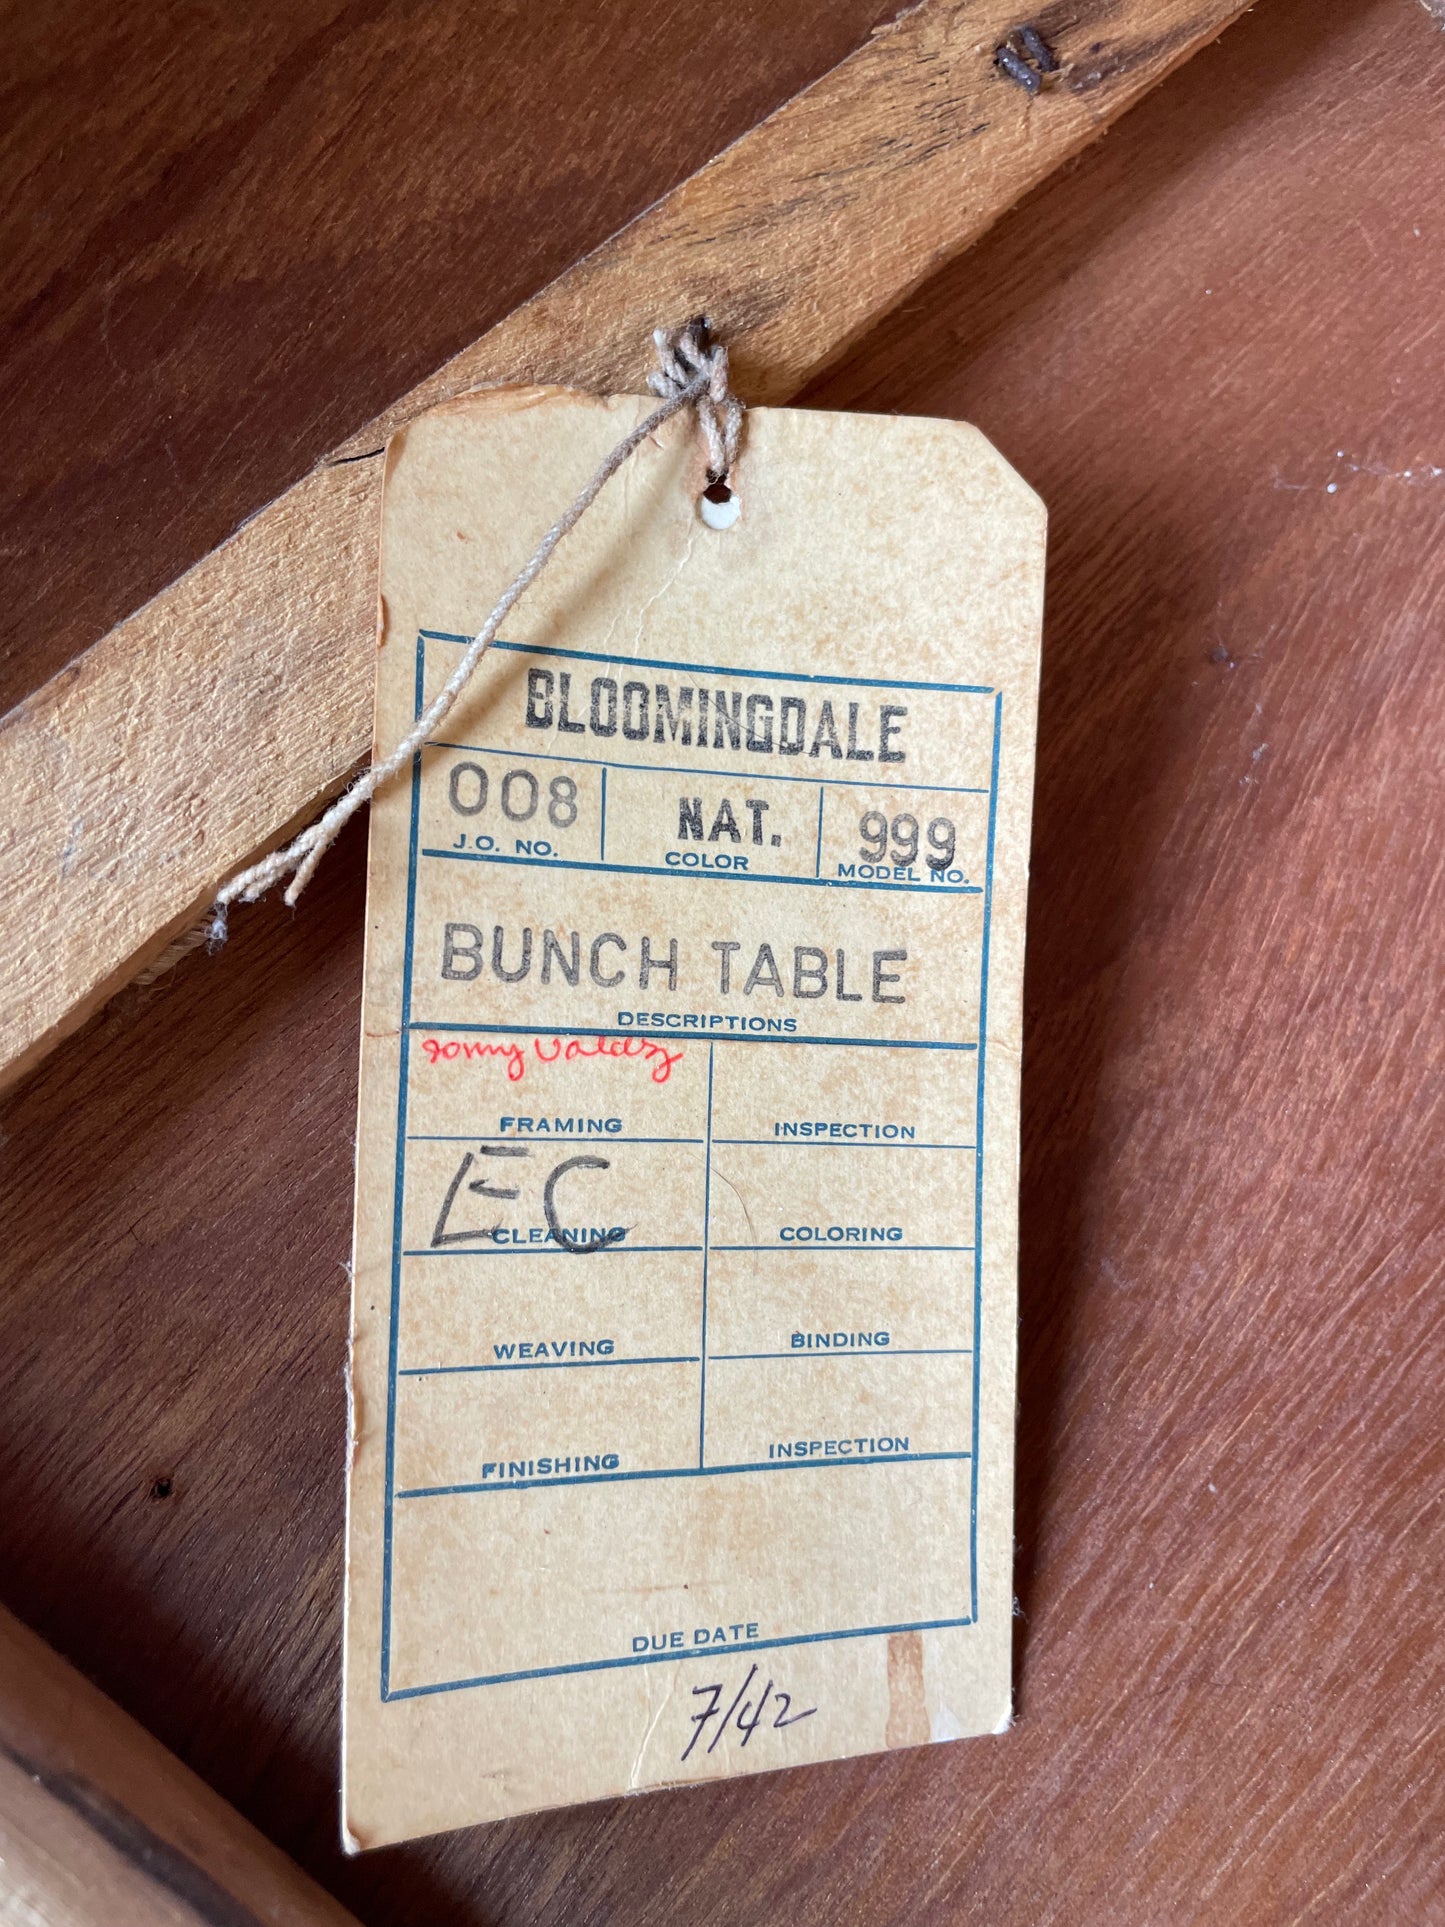 BLOOMINGDALE
008 NAT. 999
J.O. NO. COLOR MODEL NO.
BUNCH TABLE
DESCRIPTIONS
FRAMING INSPECTION
EC
CLEANING COLORING
WEAVING BINDING
FINISHING INSPECTION
DUE DATE
7/42